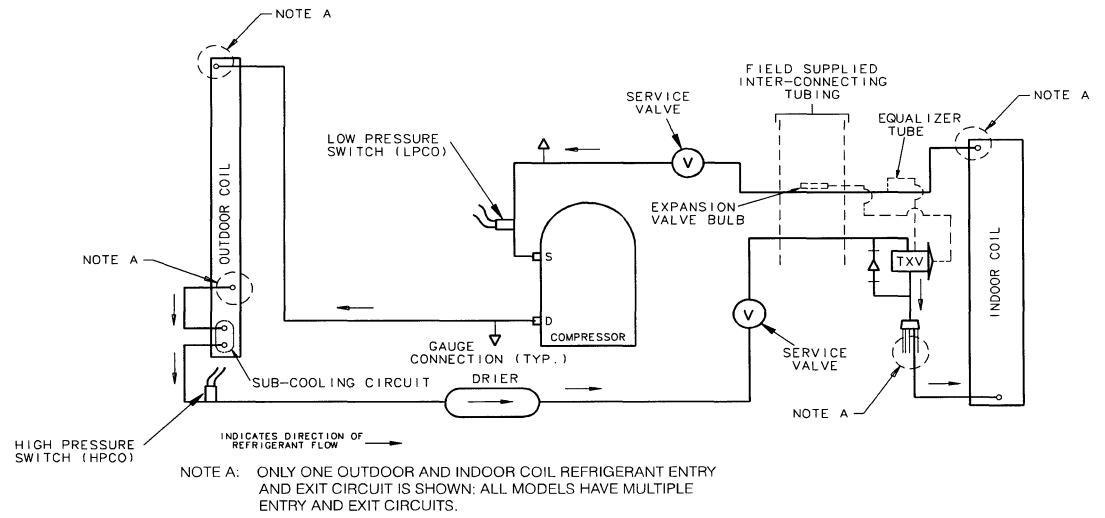 NOTE A
FIELD SUPPLIED
INTER-CONNECTING
TUBING
SERVICE
VALVE
NOTE A
EQUALIZER
TUBE
LOW PRESSURE
SWITCH (LPCO)
V
OUTDOOR COIL
EXPANSION
VALVE BULB
NOTE A
S
TXV
INDOOR COIL
V
D
COMPRESSOR
GAUGE
CONNECTION (TYP.)
SERVICE
VALVE
SUB-COOLING CIRCUIT
DRIER
NOTE A
HIGH PRESSURE
SWITCH (HPCO)
INDICATES DIRECTION OF
REFRIGERANT FLOW
NOTE A: ONLY ONE OUTDOOR AND INDOOR COIL REFRIGERANT ENTRY
AND EXIT CIRCUIT IS SHOWN; ALL MODELS HAVE MULTIPLE
ENTRY AND EXIT CIRCUITS.